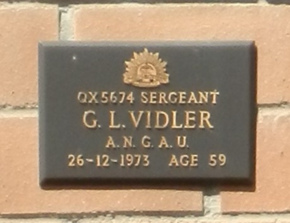 QX5674 SERGEANT
G. L. VIDLER
A. N. G. A. U.
26-12-1973 AGE 59